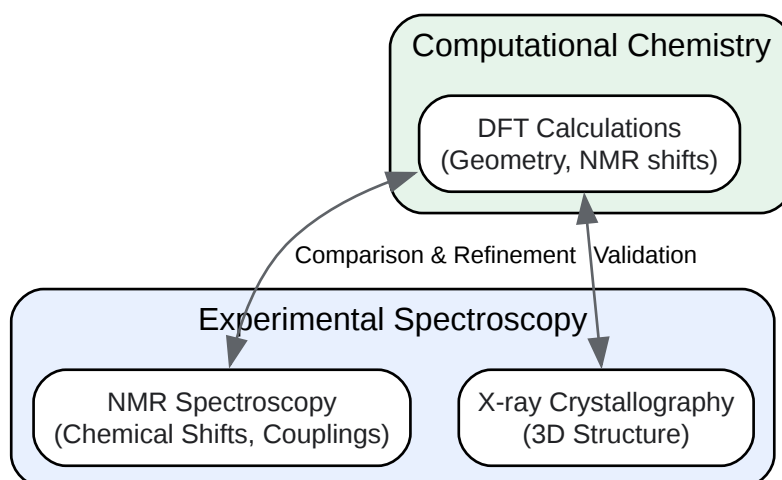 Computational Chemistry
DFT Calculations
(Geometry, NMR shifts)
Comparison & Refinement
Validation
Experimental Spectroscopy
NMR Spectroscopy
(Chemical Shifts, Couplings)
X-ray Crystallography
(3D Structure)